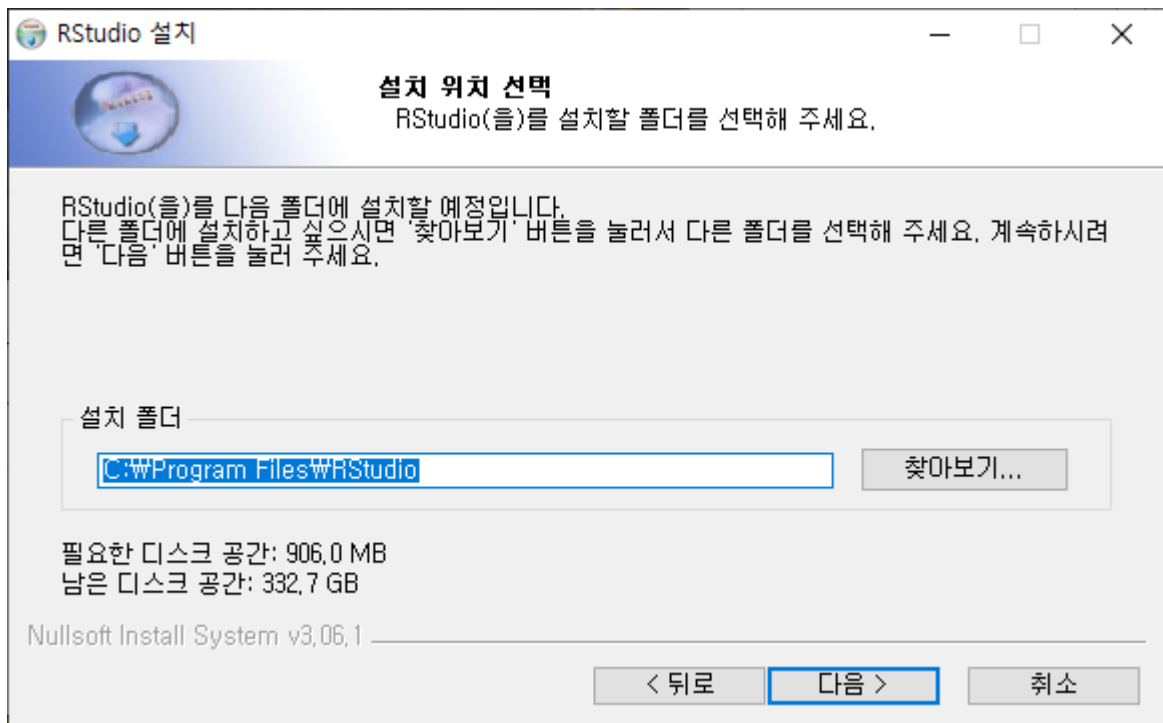 RStudio 설치
설치 위치 선택
RStudio(을)를 설치할 폴더를 선택해 주세요.
RStudio(을)를 다음 폴더에 설치할 예정입니다.
다른 폴더에 설치하고 싶으시면 '찾아보기' 버튼을 눌러서 다른 폴더를 선택해 주세요. 계속하시려
면 '다음' 버튼을 눌러 주세요.
설치 폴더
C:₩Program Files₩RStudio
찾아보기...
필요한 디스크 공간: 906.0 MB
남은 디스크 공간: 332.7 GB
Nullsoft Install System v3.06.1
< 뒤로
다음 >
취소